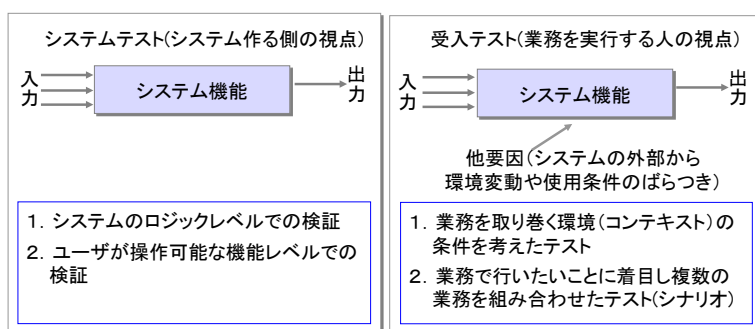 システムテスト(システム作る側の視点)
入力
システム機能
出力
1. システムのロジックレベルでの検証
2. ユーザが操作可能な機能レベルでの
検証
受入テスト(業務を実行する人の視点)
入力
システム機能
出力
他要因(システムの外部から
環境変動や使用条件のばらつき)
1. 業務を取り巻く環境(コンテキスト)の
条件を考えたテスト
2. 業務で行いたいことに着目し複数の
業務を組み合わせたテスト(シナリオ)